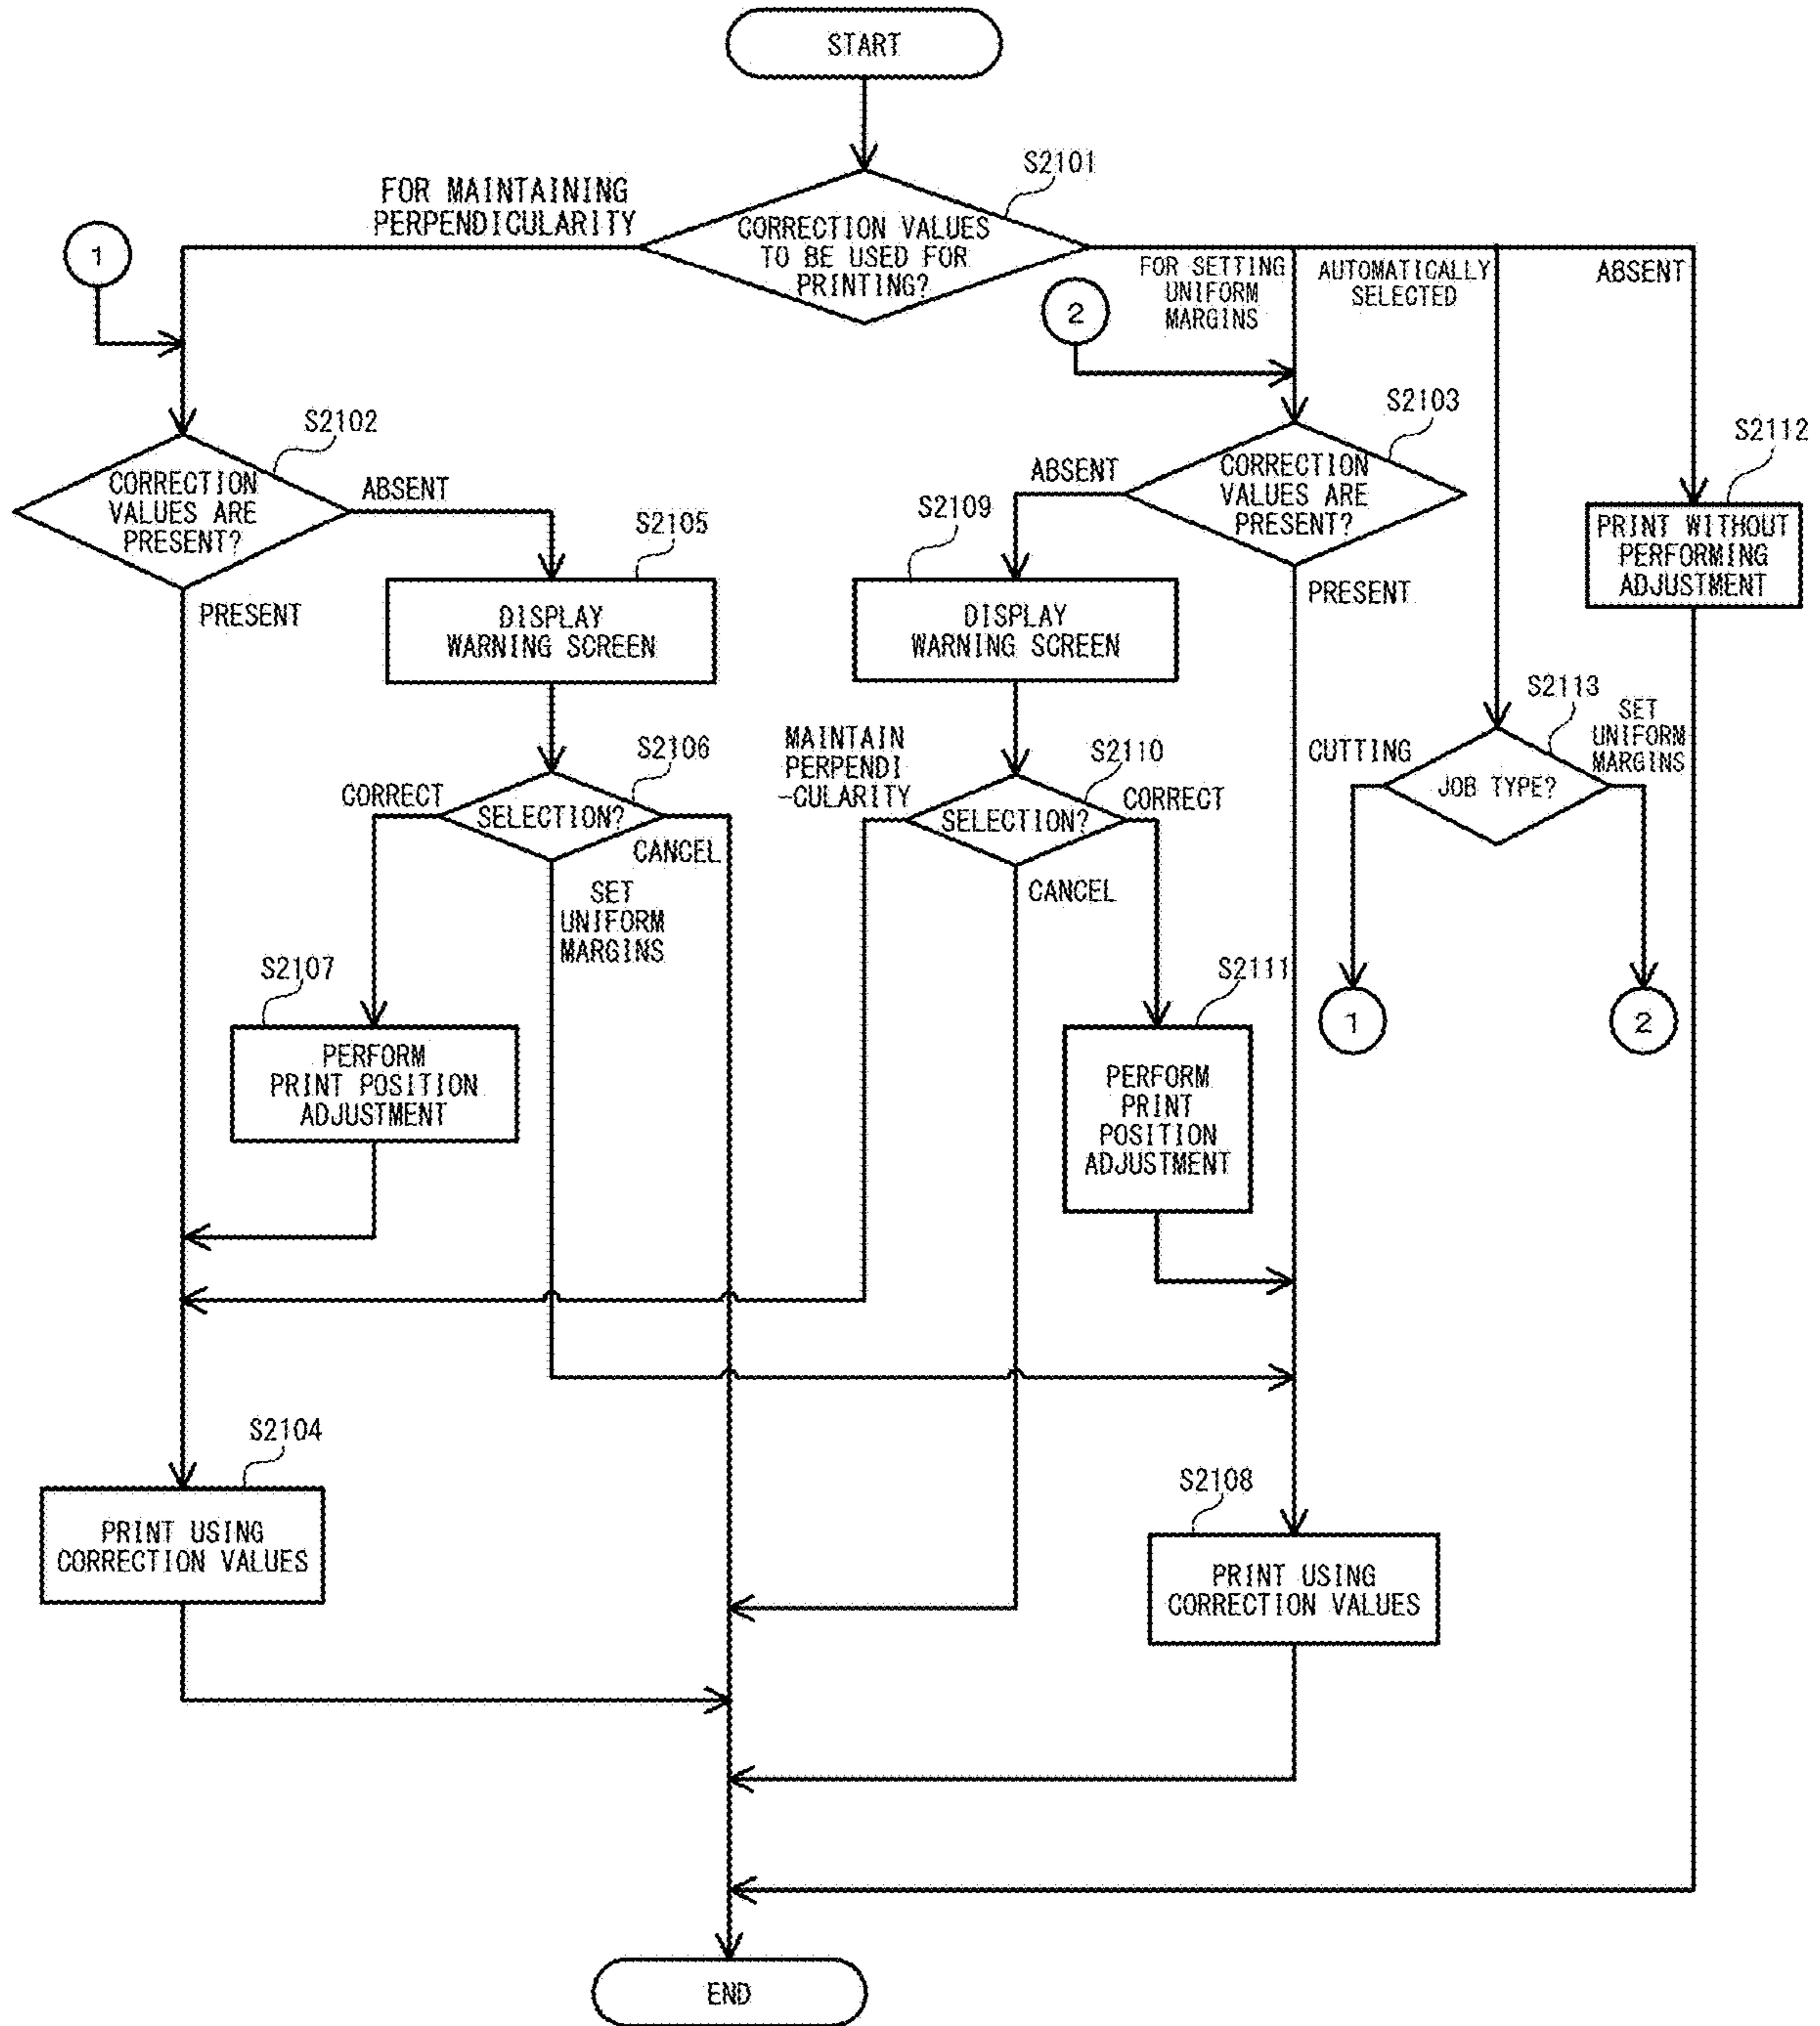 START
S2101
FOR MAINTAINING
PERPENDICULARITY
CORRECTION VALUES
TO BE USED FOR
PRINTING?
1
FOR SETTING
UNIFORM
MARGINS
AUTOMATICALLY
SELECTED
ABSENT
2
S2102
CORRECTION
VALUES ARE
PRESENT?
ABSENT
PRESENT
S2103
CORRECTION
VALUES ARE
PRESENT?
ABSENT
PRESENT
S2112
PRINT WITHOUT
PERFORMING
ADJUSTMENT
S2105
DISPLAY
WARNING SCREEN
S2109
DISPLAY
WARNING SCREEN
S2113
JOB TYPE?
CUTTING
SET
UNIFORM
MARGINS
S2106
SELECTION?
CORRECT
CANCEL
SET
UNIFORM
MARGINS
MAINTAIN
PERPENDI
-CULARITY
S2110
SELECTION?
CORRECT
CANCEL
S2107
PERFORM
PRINT POSITION
ADJUSTMENT
S2111
PERFORM
PRINT
POSITION
ADJUSTMENT
1
2
S2104
PRINT USING
CORRECTION VALUES
S2108
PRINT USING
CORRECTION VALUES
END